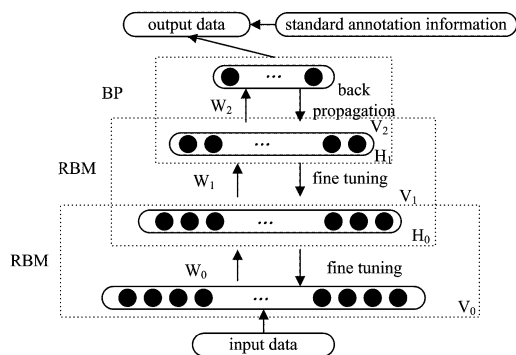 output data
standard annotation information
...
BP
W2
back
propagation
V2
...
H1
RBM
W1
fine tuning
V1
...
H0
RBM
W0
fine tuning
...
V0
input data